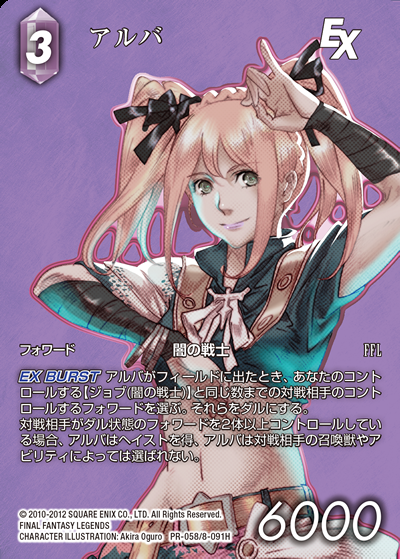 3 アルバ EX
フォワード 闇の戦士 FFL
EX BURST アルバがフィールドに出たとき、あなたのコント
ロールする【ジョブ(闇の戦士)】と同じ数までの対戦相手のコント
ロールするフォワードを選ぶ。それらをダルにする。
対戦相手がダル状態のフォワードを2体以上コントロールしてい
る場合、アルバはヘイストを得、アルバは対戦相手の召喚獣やア
ビリティによっては選ばれない。
© 2010-2012 SQUARE ENIX CO., LTD. All Rights Reserved.
FINAL FANTASY LEGENDS
CHARACTER ILLUSTRATION: Akira Oguro PR-058/8-091H
6000